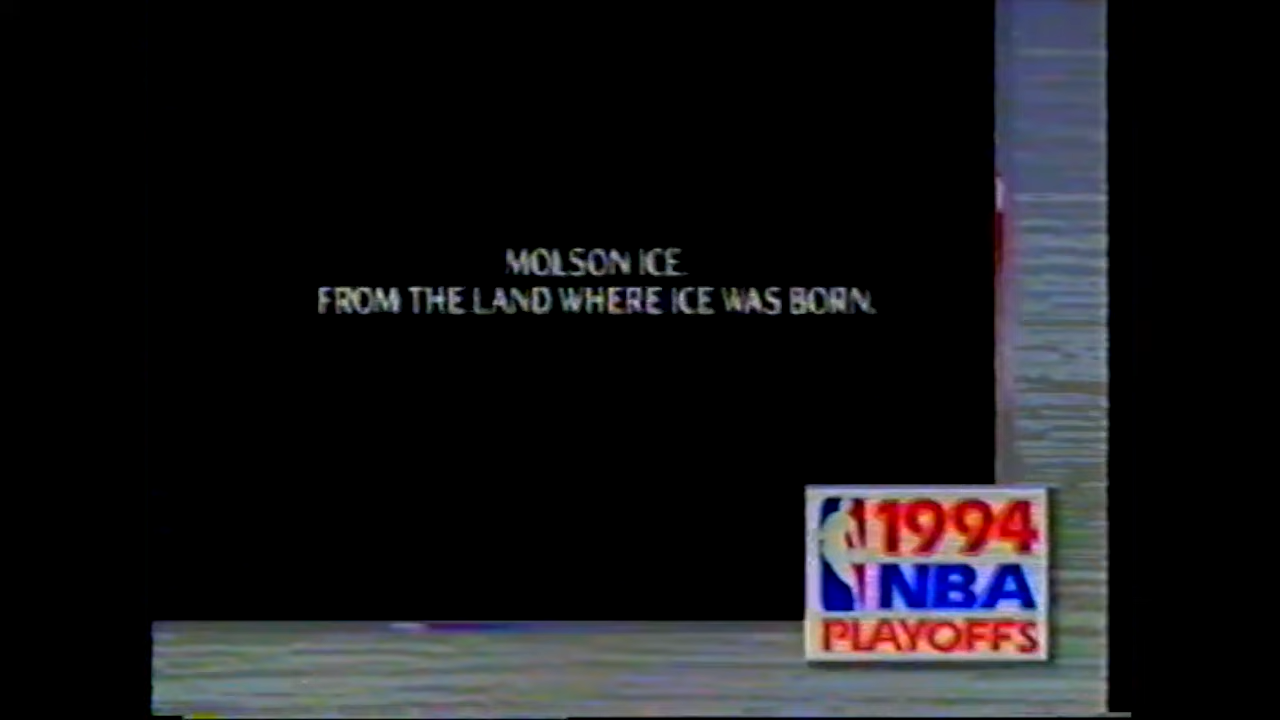 MOLSON ICE.
FROM THE LAND WHERE ICE WAS BORN.
1994
NBA
PLAYOFFS